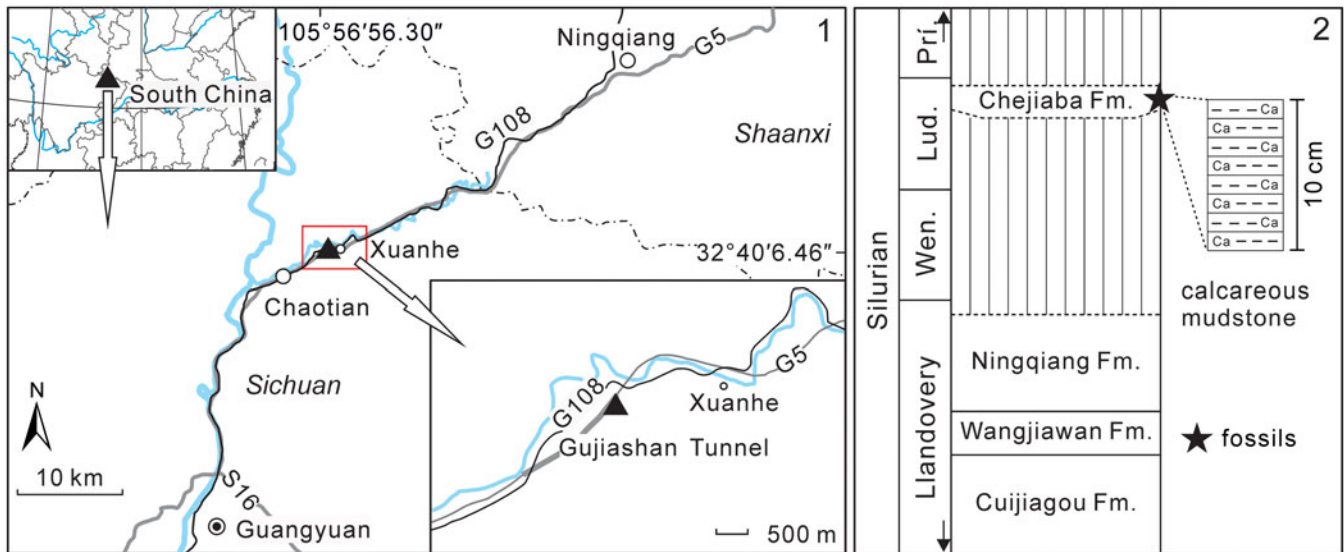 105°56′56.30″
1
Ningqiang
G5
South China
G108
Shaanxi
Xuanhe
32°40′6.46″
Chaotian
Sichuan
N
10 km
S16
Guangyuan
G5
G108
Xuanhe
Gujiashan Tunnel
500 m
2
Silurian
Prí.
Lud.
Wen.
Llandovery
Chejiaba Fm.
Ca
Ca
Ca
Ca
Ca
Ca
Ca
Ca
10 cm
calcareous
mudstone
Ningqiang Fm.
Wangjiawan Fm.
fossils
Cuijiagou Fm.